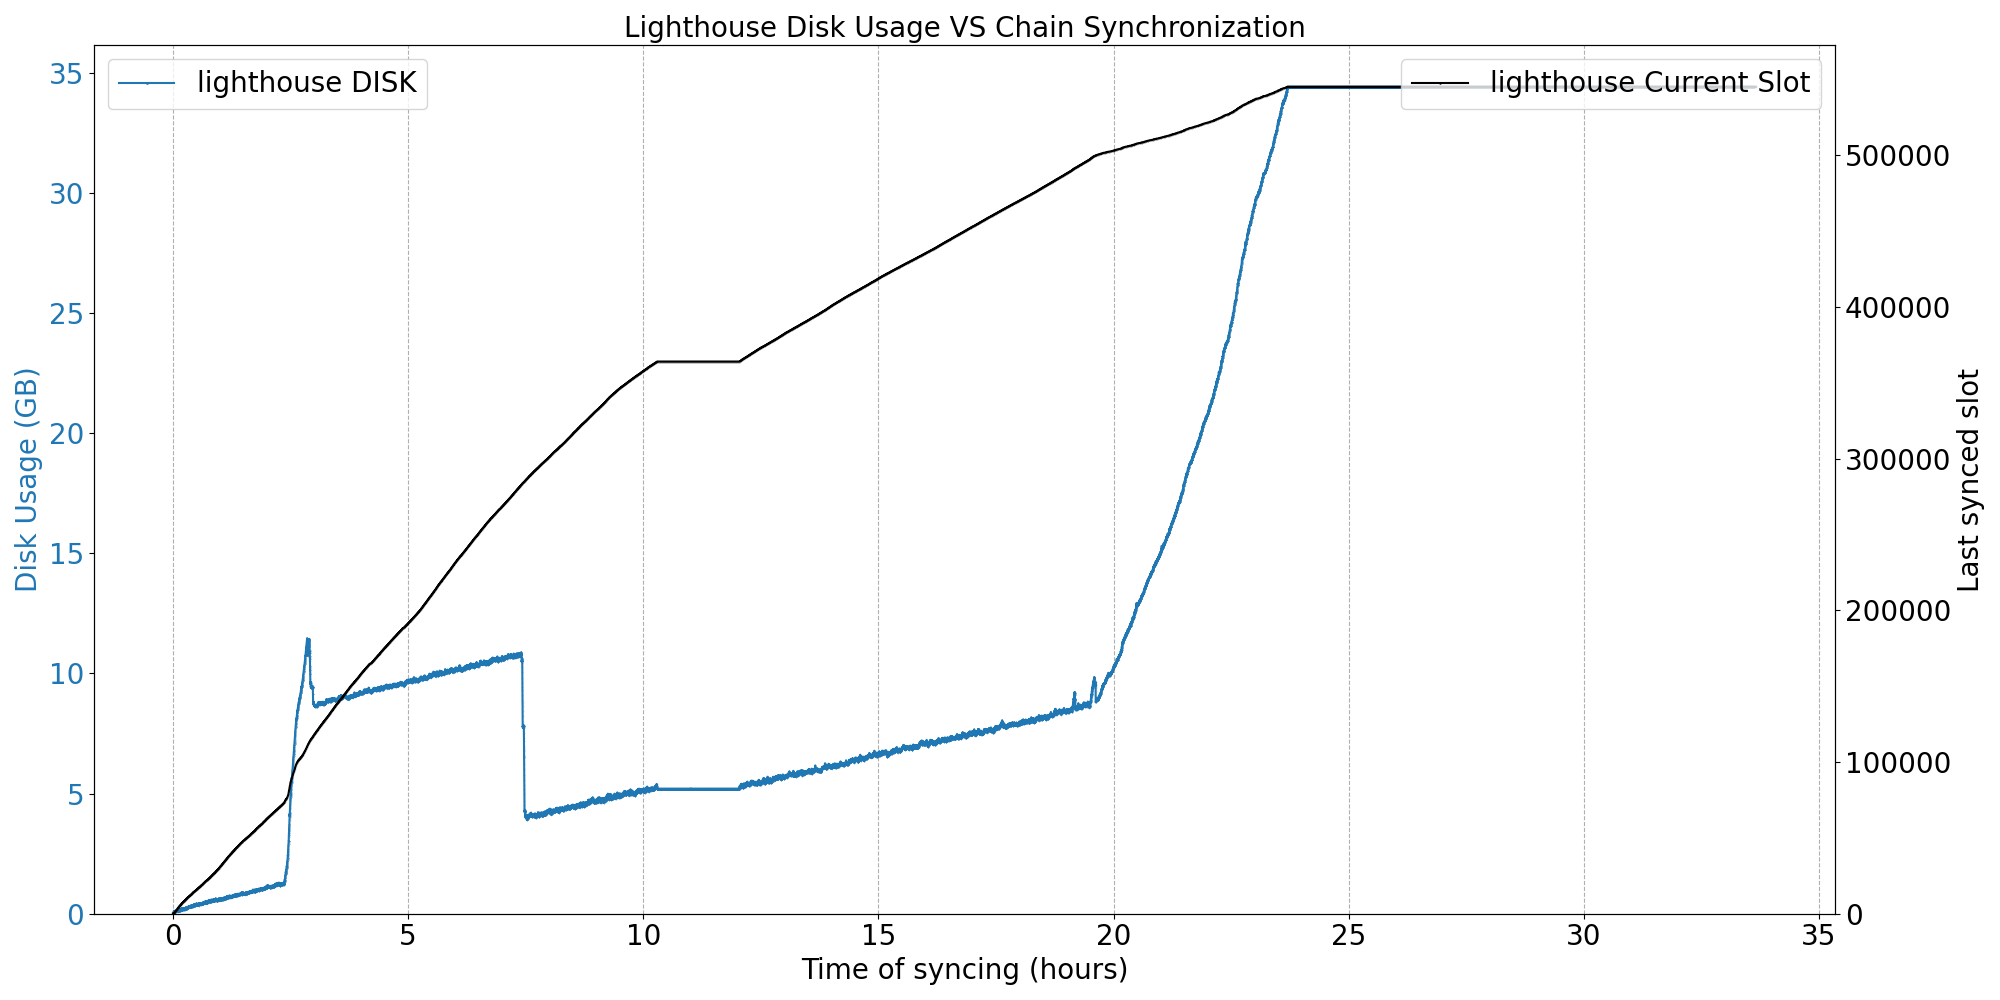 Lighthouse Disk Usage VS Chain Synchronization
lighthouse DISK
lighthouse Current Slot
Disk Usage (GB)
35
30
25
20
15
10
5
0
Last synced slot
500000
400000
300000
200000
100000
0
0 5 10 15 20 25 30 35
Time of syncing (hours)